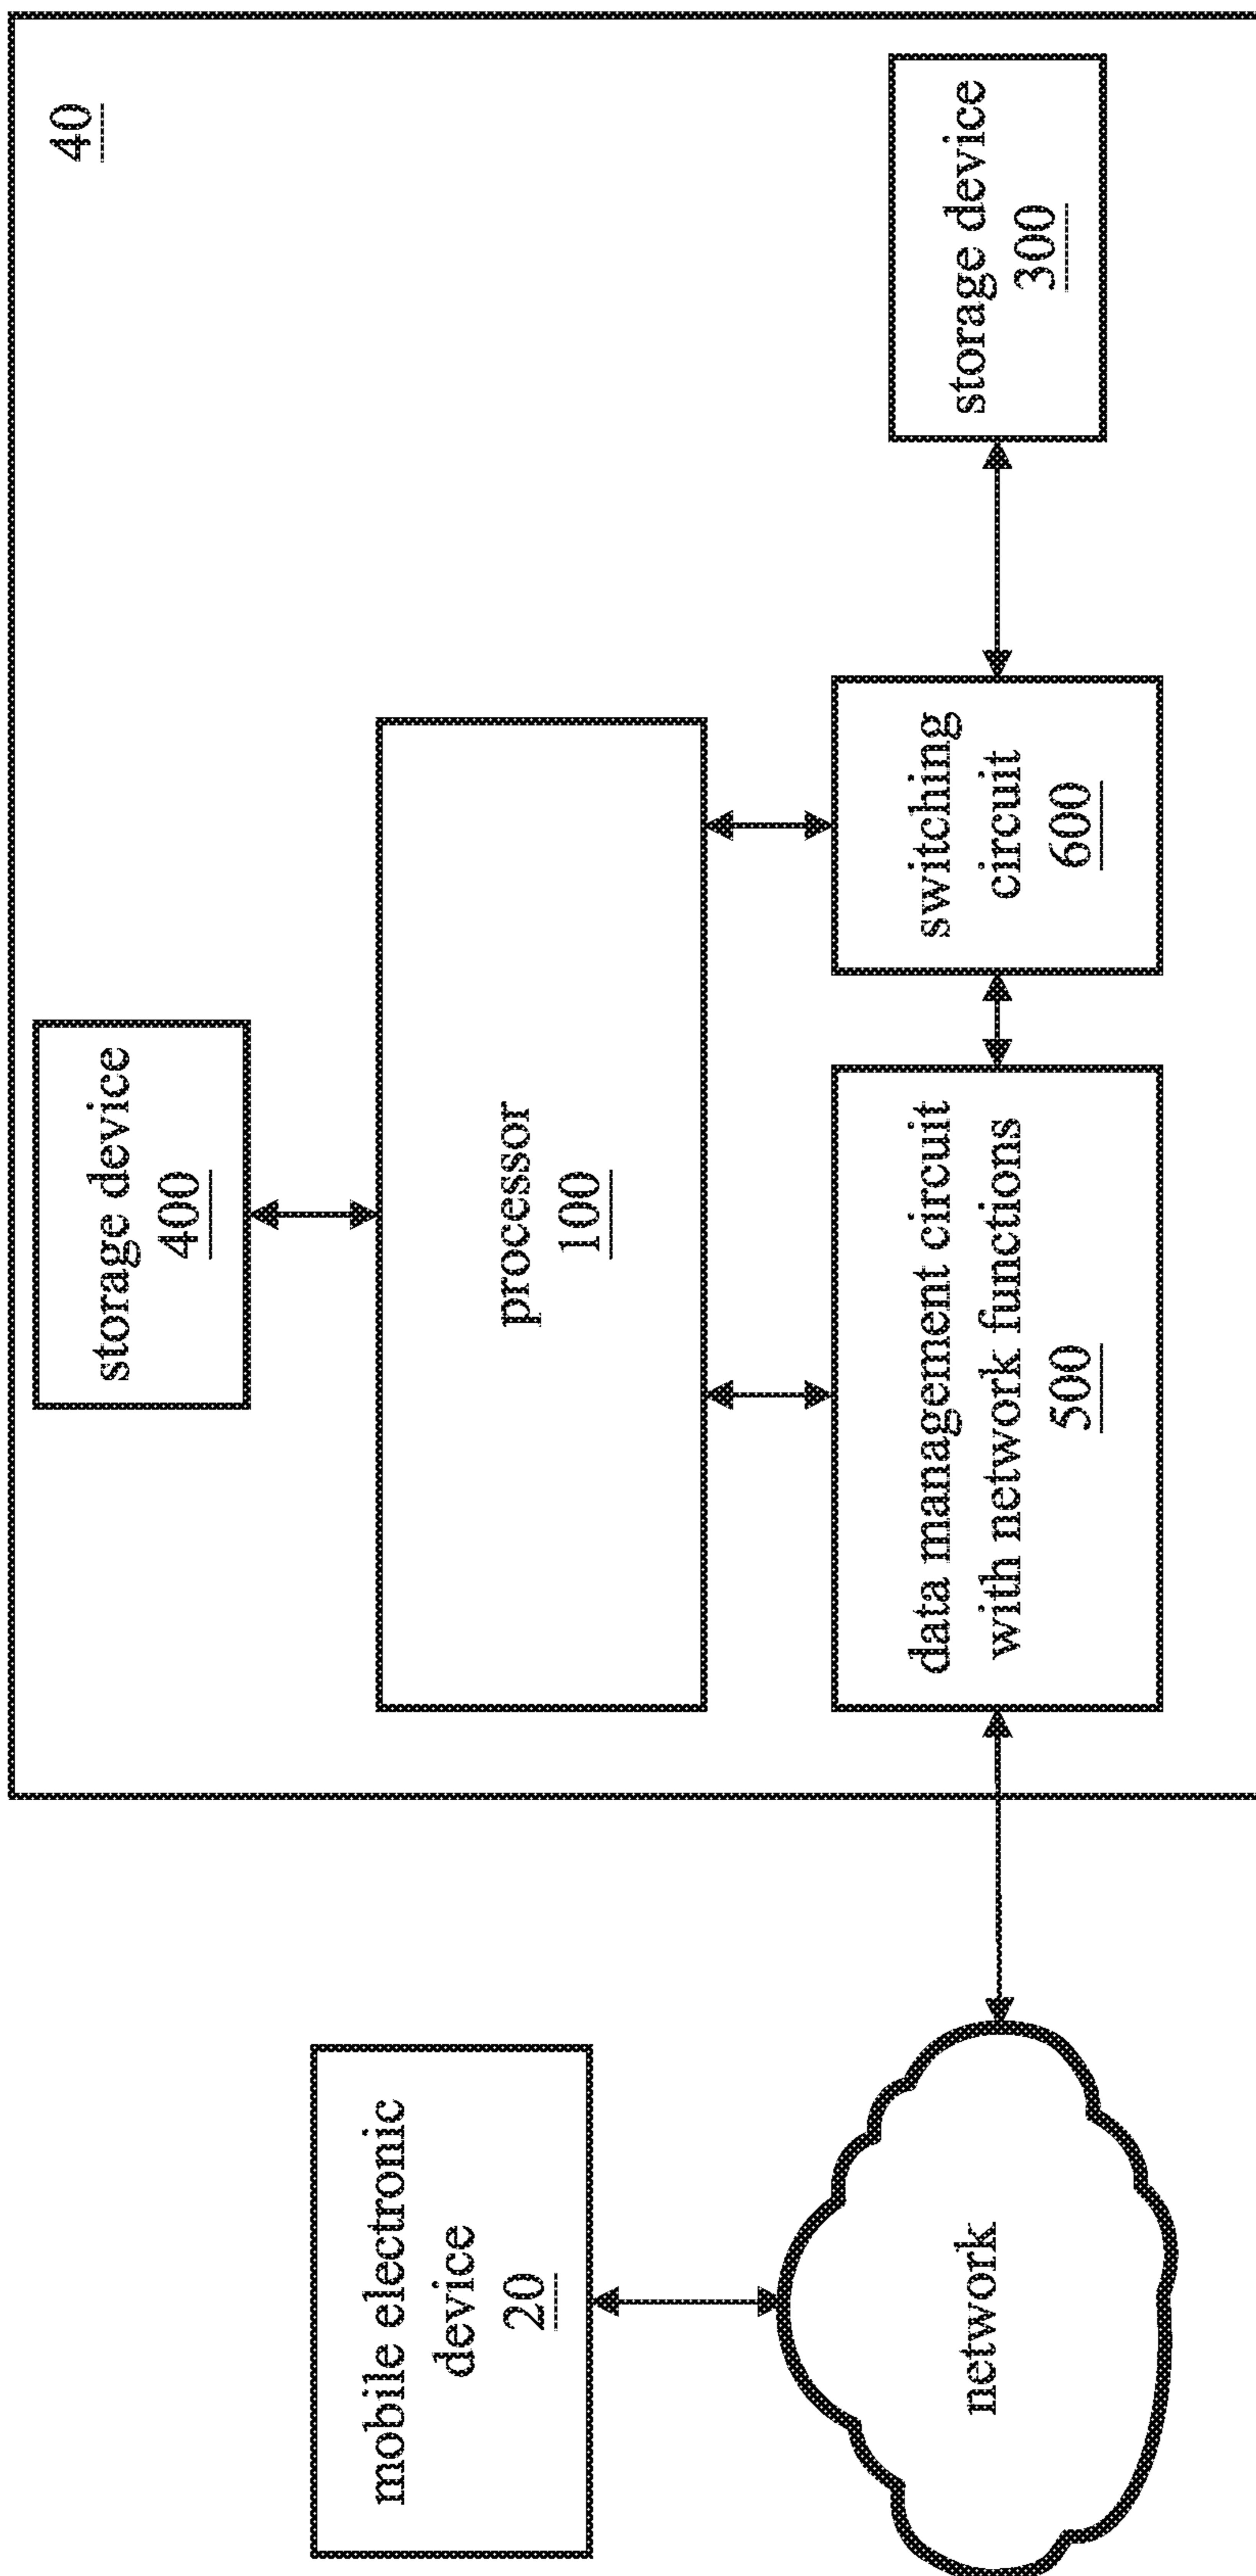 40
storage device
400
processor
100
mobile electronic
device
20
data management circuit
with network functions
500
switching
circuit
600
storage device
300
network